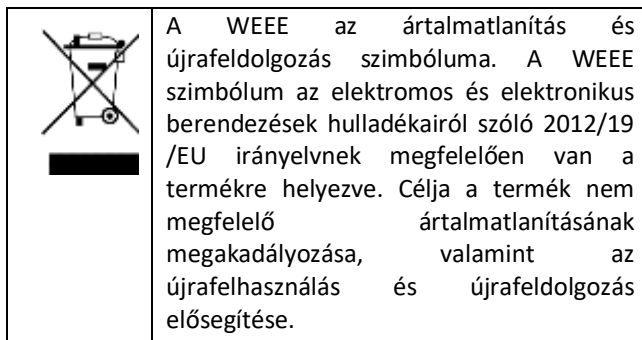 A WEEE az ártalmatlanítás és
újrafeldolgozás szimbóluma. A WEEE
szimbólum az elektromos és elektronikus
berendezések hulladékairól szóló 2012/19
/EU irányelvnek megfelelően van a
termékre helyezve. Célja a termék nem
megfelelő ártalmatlanításának
megakadályozása, valamint az
újrafelhasználás és újrafeldolgozás
elősegítése.